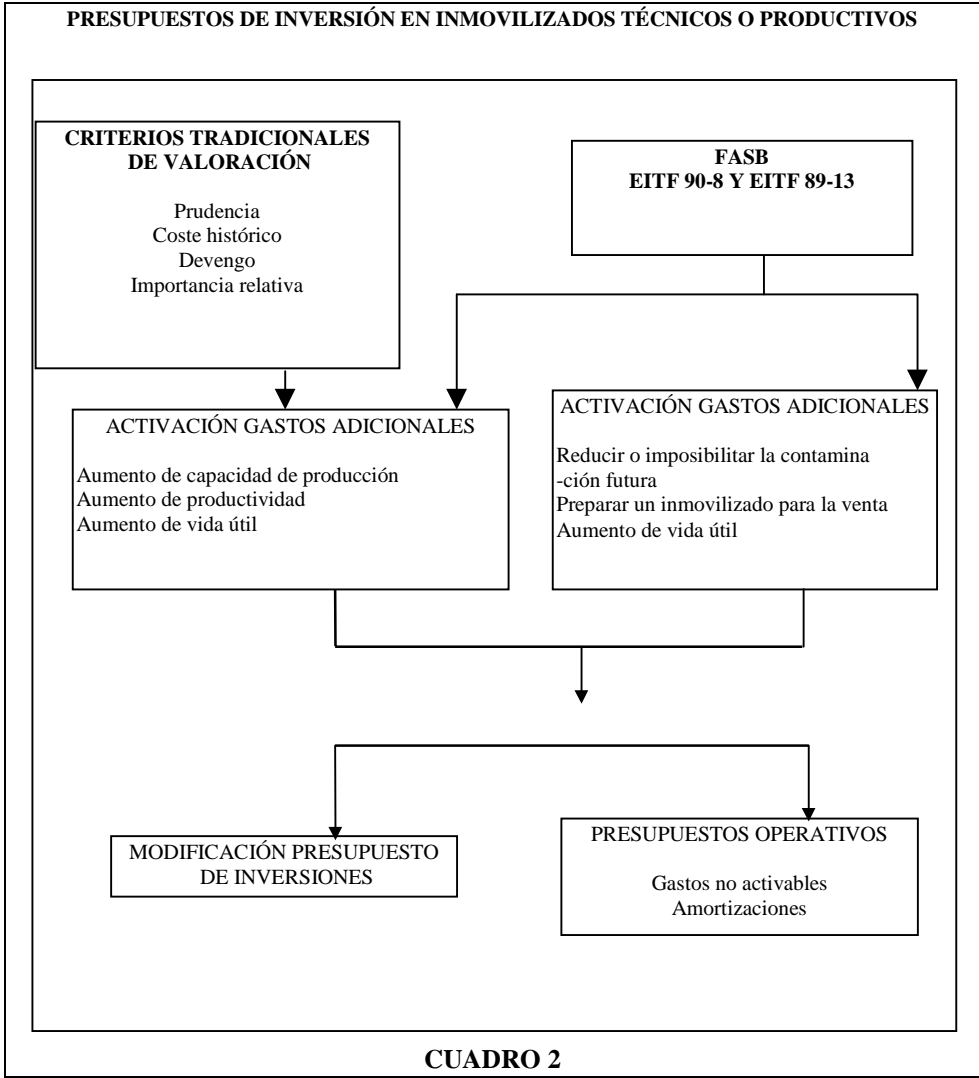 PRESUPUESTOS DE INVERSIÓN EN INMOVILIZADOS TÉCNICOS O PRODUCTIVOS
CRITERIOS TRADICIONALES
DE VALORACIÓN
Prudencia
Coste histórico
Devengo
Importancia relativa
FASB
EITF 90-8 Y EITF 89-13
ACTIVACIÓN GASTOS ADICIONALES
Aumento de capacidad de producción
Aumento de productividad
Aumento de vida útil
ACTIVACIÓN GASTOS ADICIONALES
Reducir o imposibilitar la contamina
-ción futura
Preparar un inmovilizado para la venta
Aumento de vida útil
MODIFICACIÓN PRESUPUESTO
DE INVERSIONES
PRESUPUESTOS OPERATIVOS
Gastos no activables
Amortizaciones
CUADRO 2